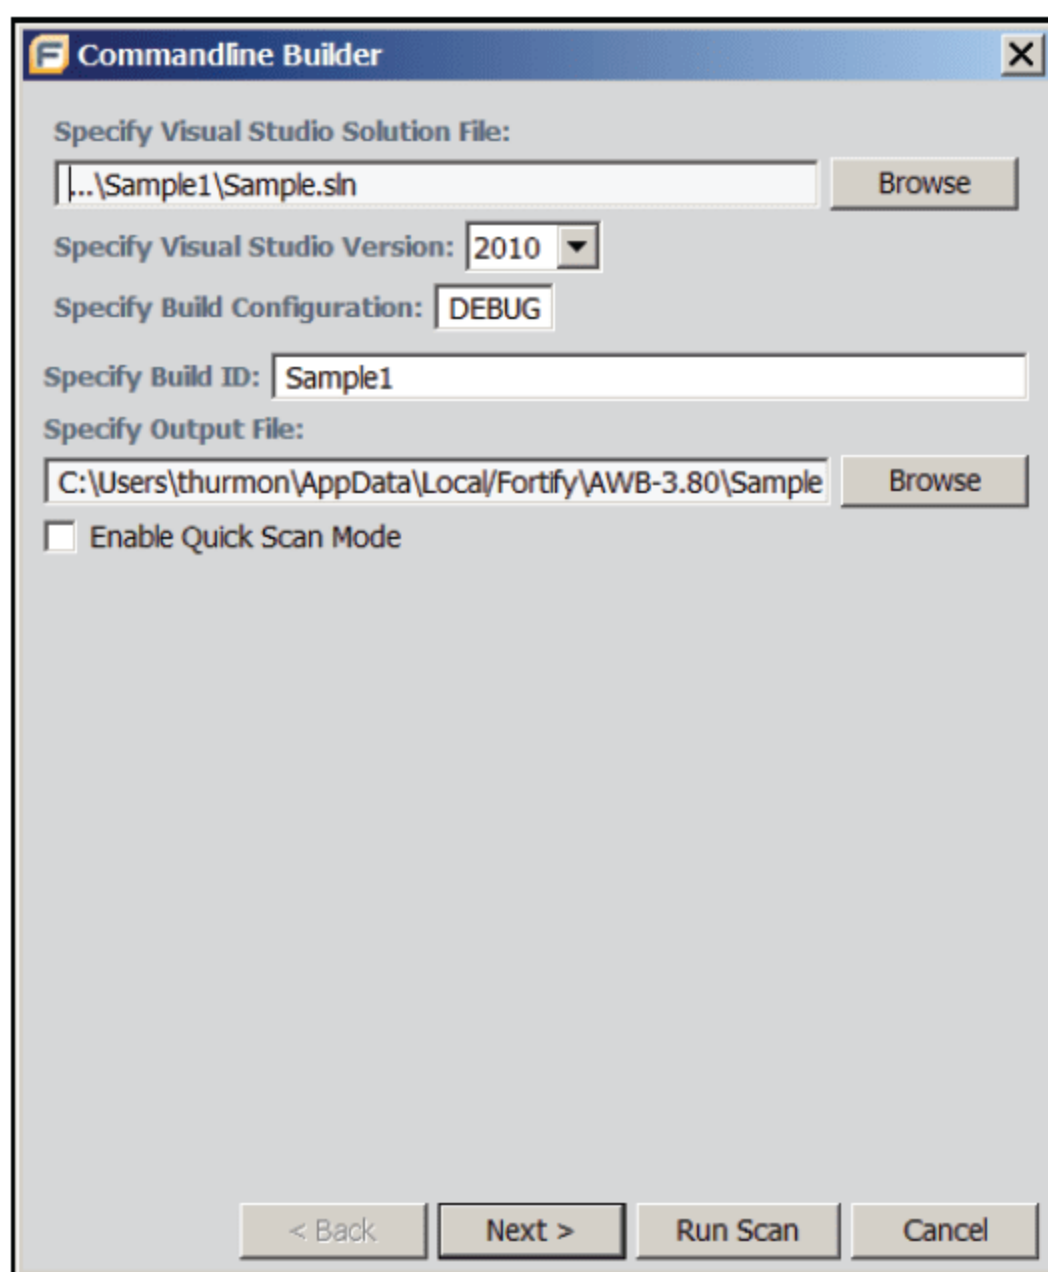 F Commandline Builder
Specify Visual Studio Solution File:
...\Sample1\Sample.sln Browse
Specify Visual Studio Version: 2010
Specify Build Configuration: DEBUG
Specify Build ID: Sample1
Specify Output File:
C:\Users\thurmon\AppData\Local/Fortify\AWB-3.80\Sample Browse
Enable Quick Scan Mode
< Back Next > Run Scan Cancel